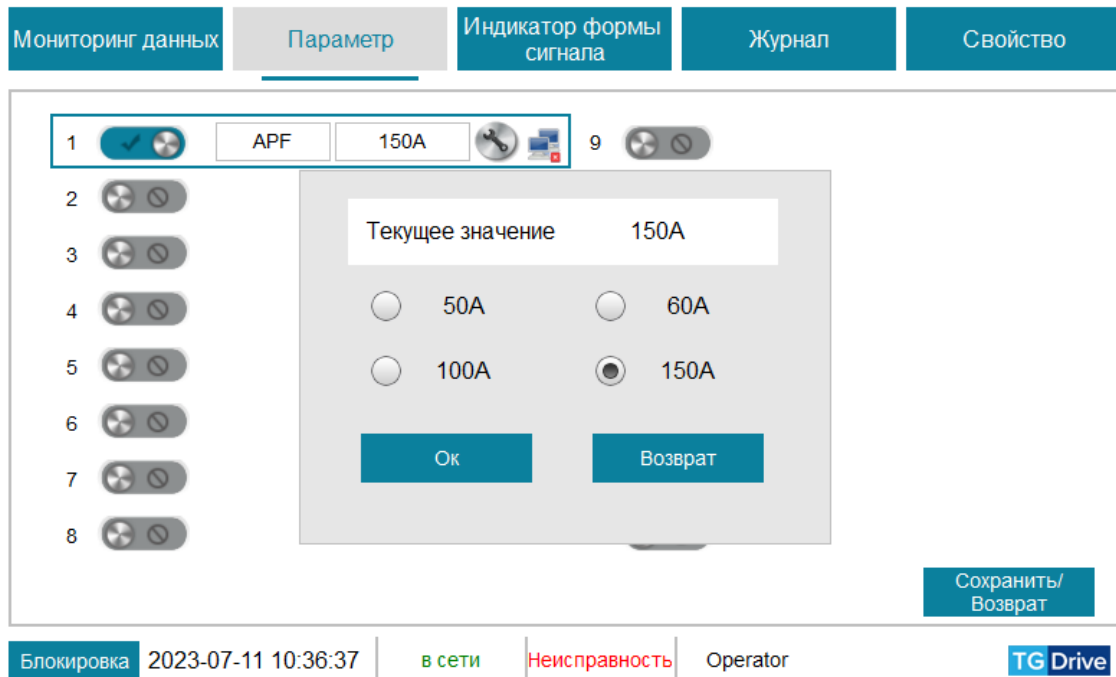 Мониторинг данных
Параметр
Индикатор формы
сигнала
Журнал
Свойство
1 APF 150A 9
2
3
4
5
6
7
8
Текущее значение 150A
50A 60A
100A 150A
Ок Возврат
Сохранить/
Возврат
Блокировка 2023-07-11 10:36:37 в сети Неисправность Operator TG Drive